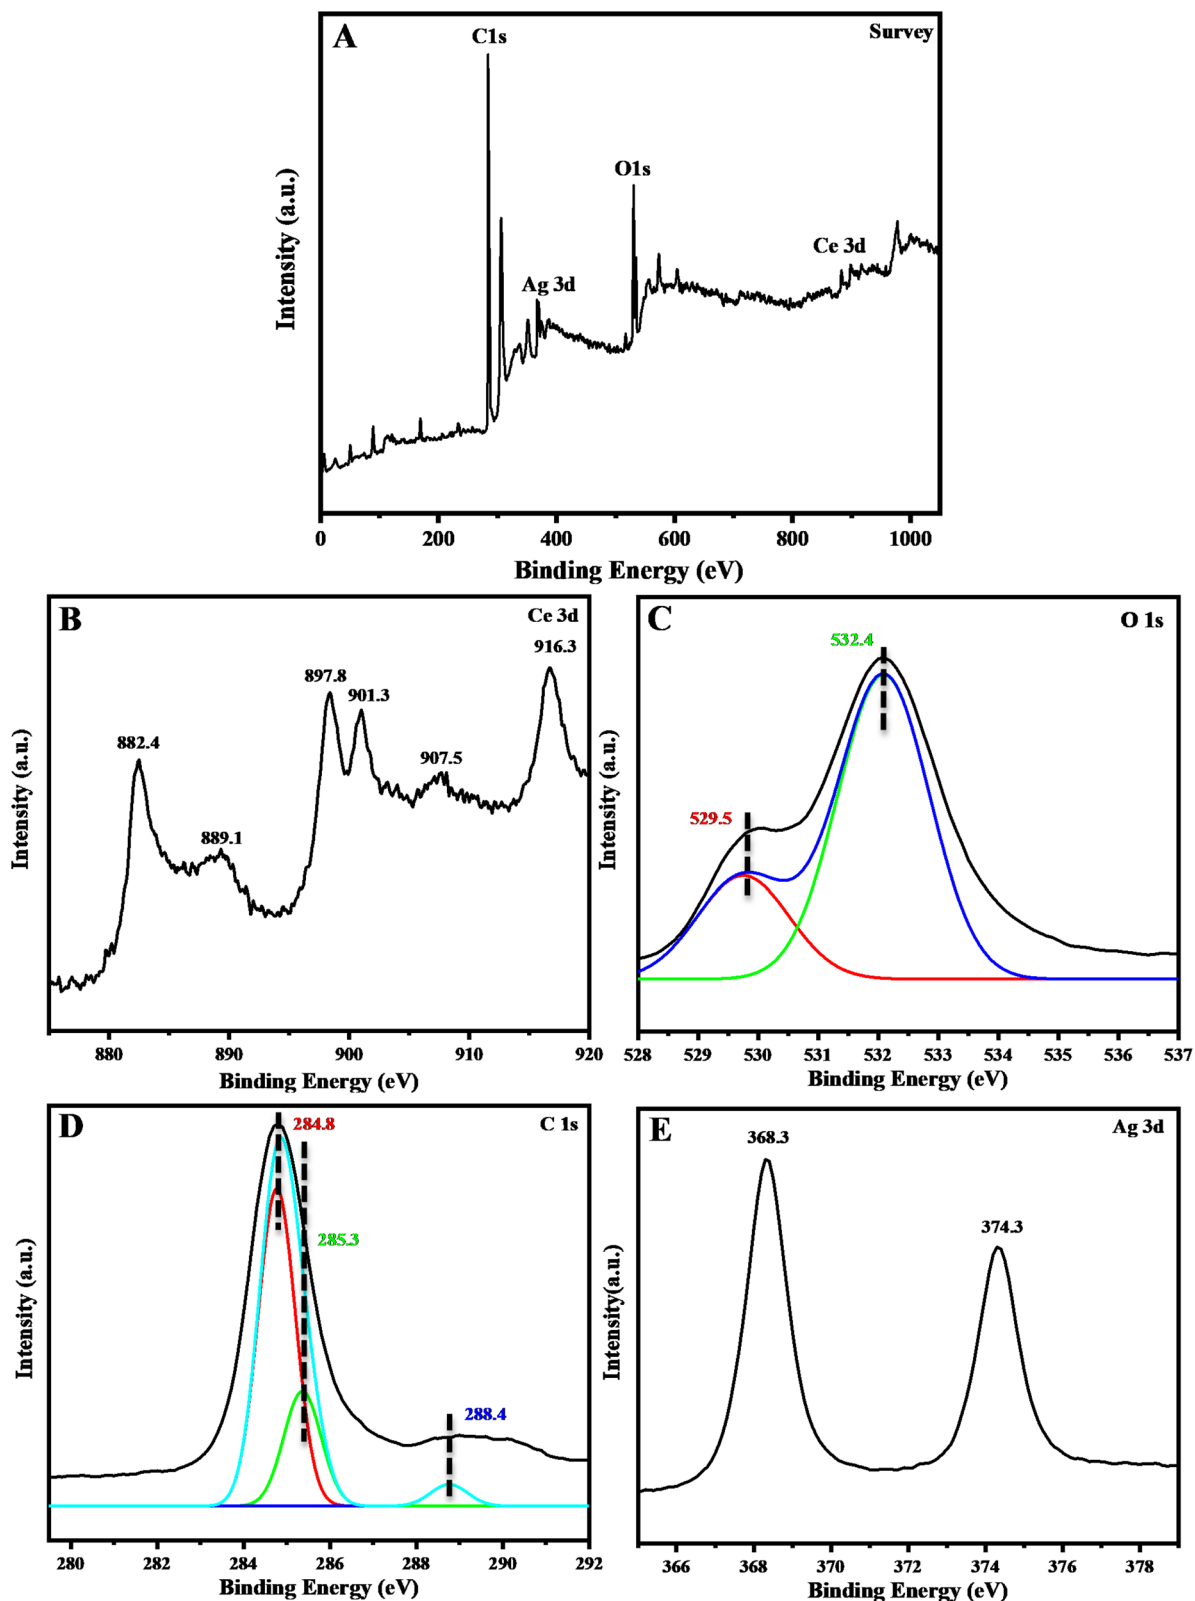 A
Survey
C1s
O1s
Ag 3d
Ce 3d
Intensity (a.u.)
0 200 400 600 800 1000
Binding Energy (eV)
B
Ce 3d
882.4
889.1
897.8
901.3
907.5
916.3
Intensity (a.u.)
880 890 900 910 920
Binding Energy (eV)
C
O 1s
532.4
529.5
Intensity (a.u.)
528 529 530 531 532 533 534 535 536 537
Binding Energy (eV)
D
C 1s
284.8
285.3
288.4
Intensity (a.u.)
280 282 284 286 288 290 292
Binding Energy (eV)
E
Ag 3d
368.3
374.3
Intensity(a.u.)
366 368 370 372 374 376 378
Binding Energy (eV)